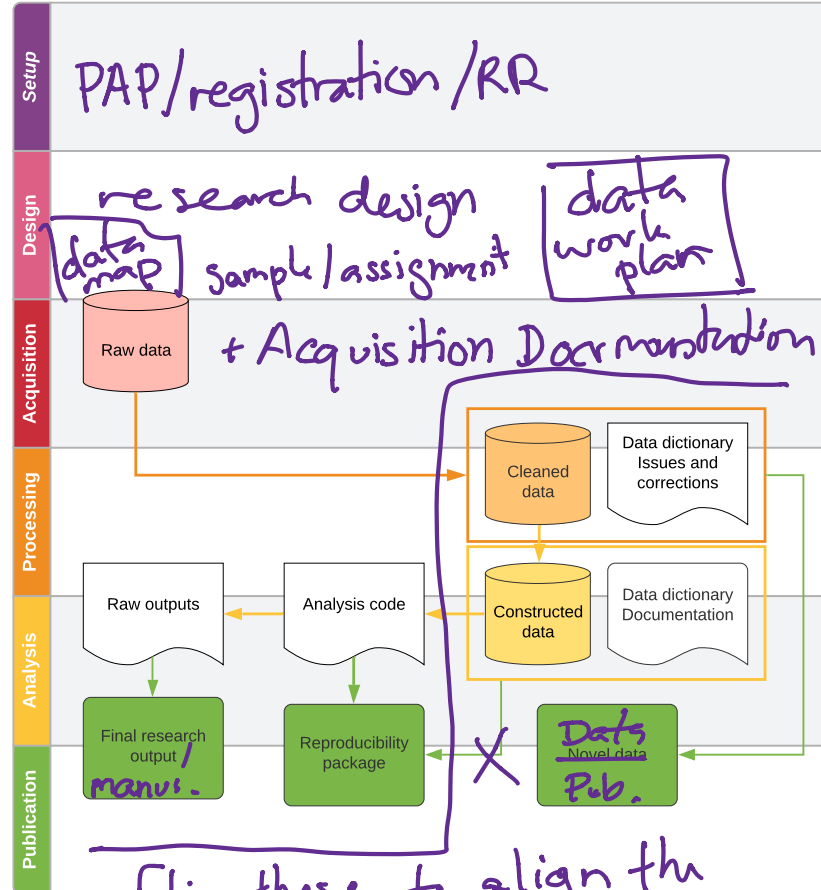 Setup
PAP/registration/RR
Design
research design
data
work
plan
data
map
sample/assignment
Acquisition
Raw data
+ Acquisition Documentation
Processing
Cleaned
data
Data dictionary
Issues and
corrections
Analysis
Raw outputs
Analysis code
Constructed
data
Data dictionary
Documentation
Publication
Final research
output/
manus.
Reproducibility
package
X
Novel data
Data
Pub.
these to align the